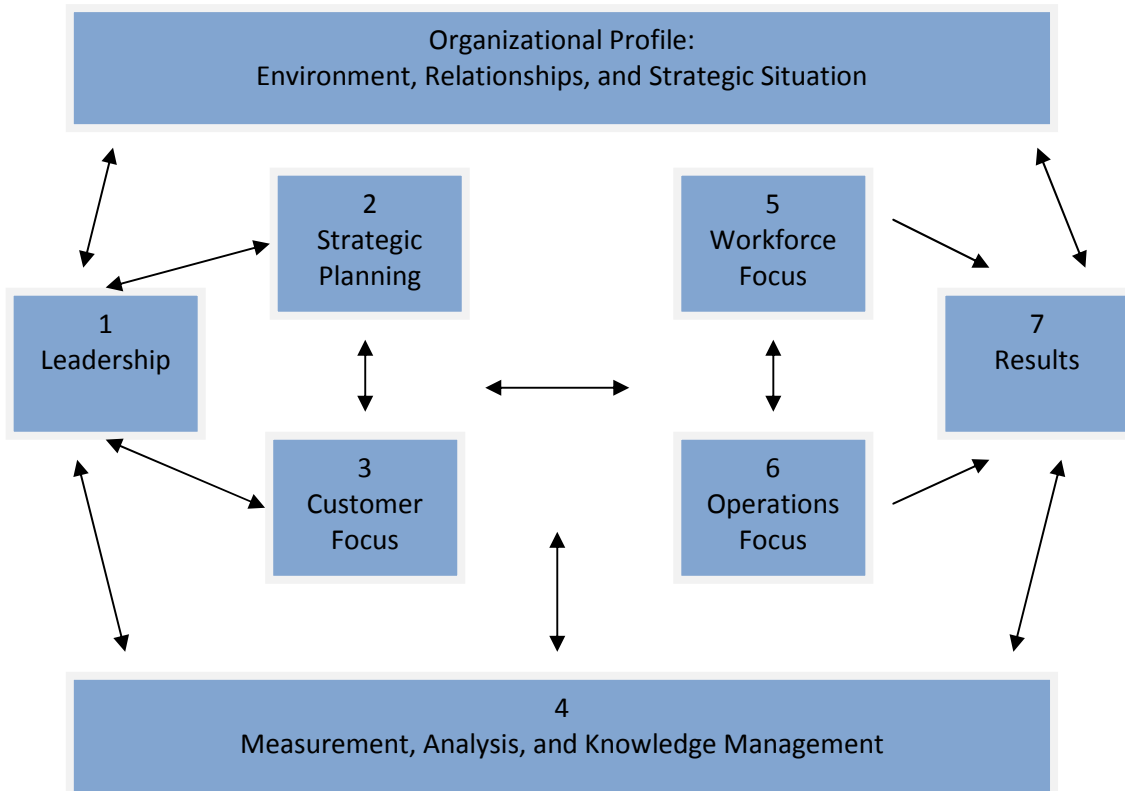 Organizational Profile:
Environment, Relationships, and Strategic Situation
2
Strategic
Planning
5
Workforce
Focus
1
Leadership
7
Results
3
Customer
Focus
6
Operations
Focus
4
Measurement, Analysis, and Knowledge Management